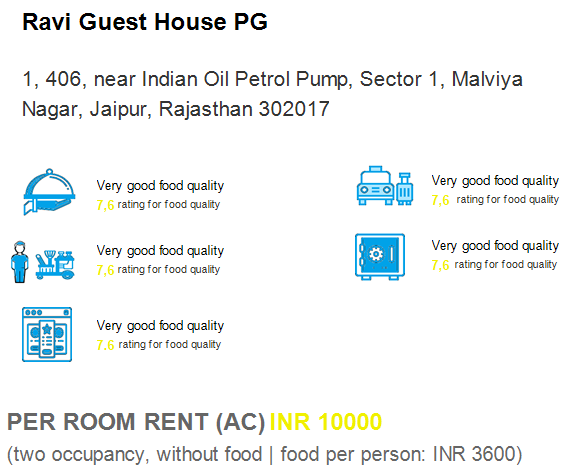 Ravi Guest House PG
1, 406, near Indian Oil Petrol Pump, Sector 1, Malviya
Nagar, Jaipur, Rajasthan 302017
Very good food quality
7,6 rating for food quality
Very good food quality
7,6 rating for food quality
Very good food quality
7,6 rating for food quality
Very good food quality
7,6 rating for food quality
Very good food quality
7.6 rating for food quality
PER ROOM RENT (AC) INR 10000
(two occupancy, without food | food per person: INR 3600)